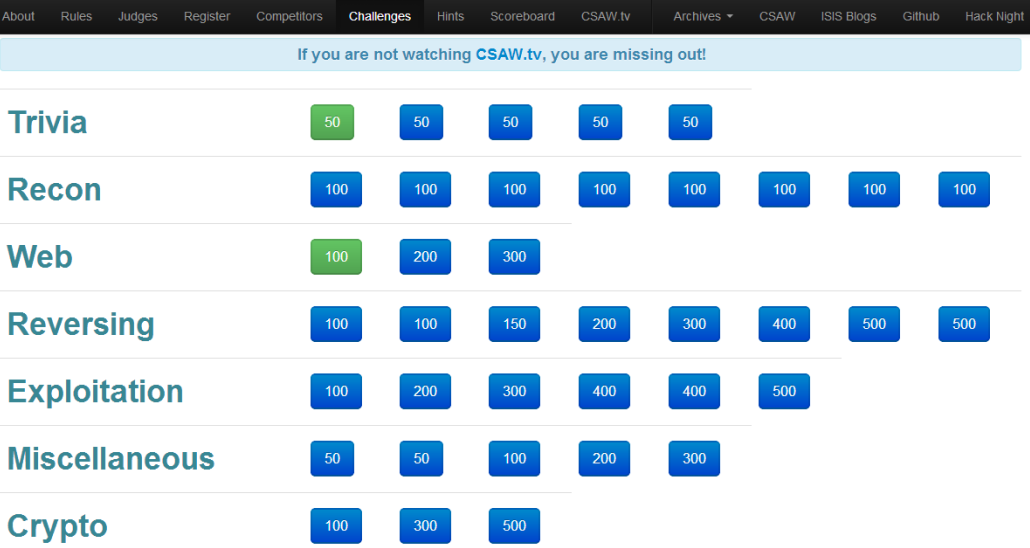 About Rules Judges Register Competitors Challenges Hints Scoreboard CSAW.tv Archives CSAW ISIS Blogs Github Hack Night
If you are not watching CSAW.tv, you are missing out!
Trivia 50 50 50 50 50
Recon 100 100 100 100 100 100 100 100
Web 100 200 300
Reversing 100 100 150 200 300 400 500 500
Exploitation 100 200 300 400 400 500
Miscellaneous 50 50 100 200 300
Crypto 100 300 500